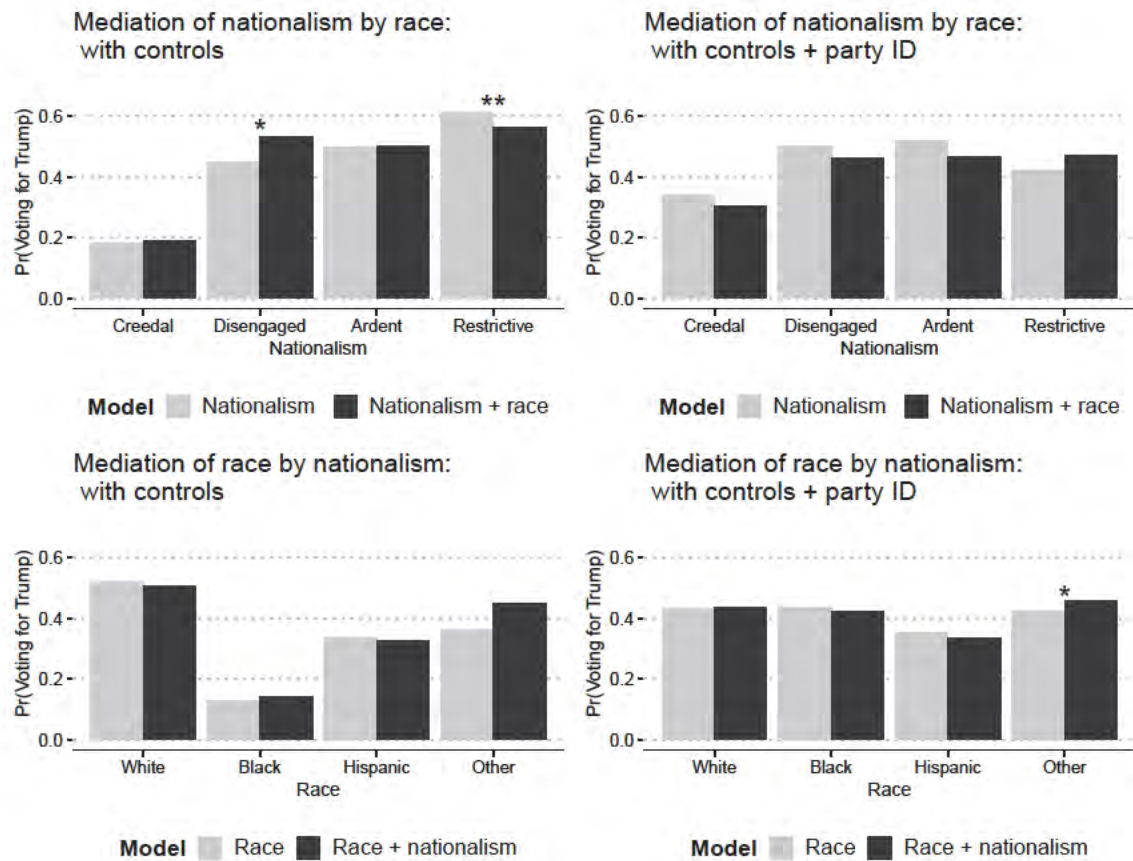 Mediation of nationalism by race:
with controls
Pr(Voting for Trump)
0.6
0.4
0.2
0.0
*
**
Creedal Disengaged Ardent Restrictive
Nationalism
Model Nationalism Nationalism + race
Mediation of nationalism by race:
with controls + party ID
Pr(Voting for Trump)
0.6
0.4
0.2
0.0
Creedal Disengaged Ardent Restrictive
Nationalism
Model Nationalism Nationalism + race
Mediation of race by nationalism:
with controls
Pr(Voting for Trump)
0.6
0.4
0.2
0.0
White Black Hispanic Other
Race
Model Race Race + nationalism
Mediation of race by nationalism:
with controls + party ID
Pr(Voting for Trump)
0.6
0.4
0.2
0.0
*
White Black Hispanic Other
Race
Model Race Race + nationalism